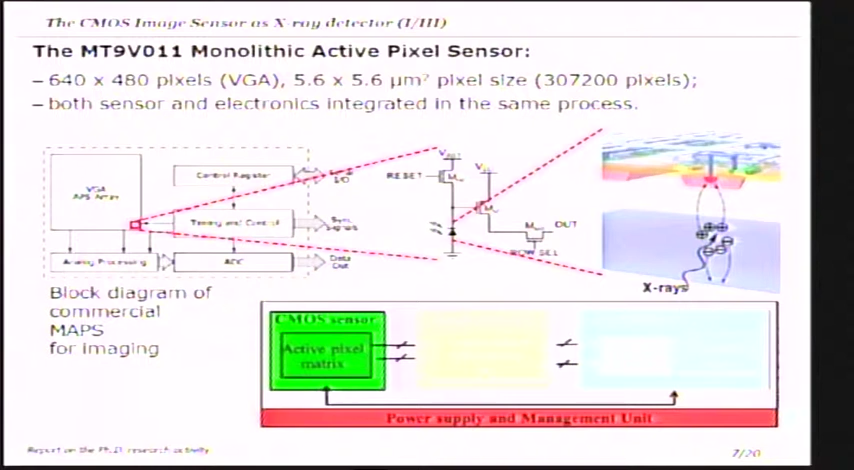 The CMOS Image Sensor as X-ray detector (I/III)
The MT9V011 Monolithic Active Pixel Sensor:
– 640 x 480 pixels (VGA), 5.6 x 5.6 µm² pixel size (307200 pixels);
– both sensor and electronics integrated in the same process.
VGA
APS Array
Control Register
I/O
Timing and Control
Sync.
Signals
Analog Processing
ADC
Data
Out
RESET
OUT
ROW SEL
X-rays
Block diagram of
commercial
MAPS
for imaging
CMOS sensor
Active pixel
matrix
Power supply and Management Unit
Report on the Ph.D. research activity
7/20